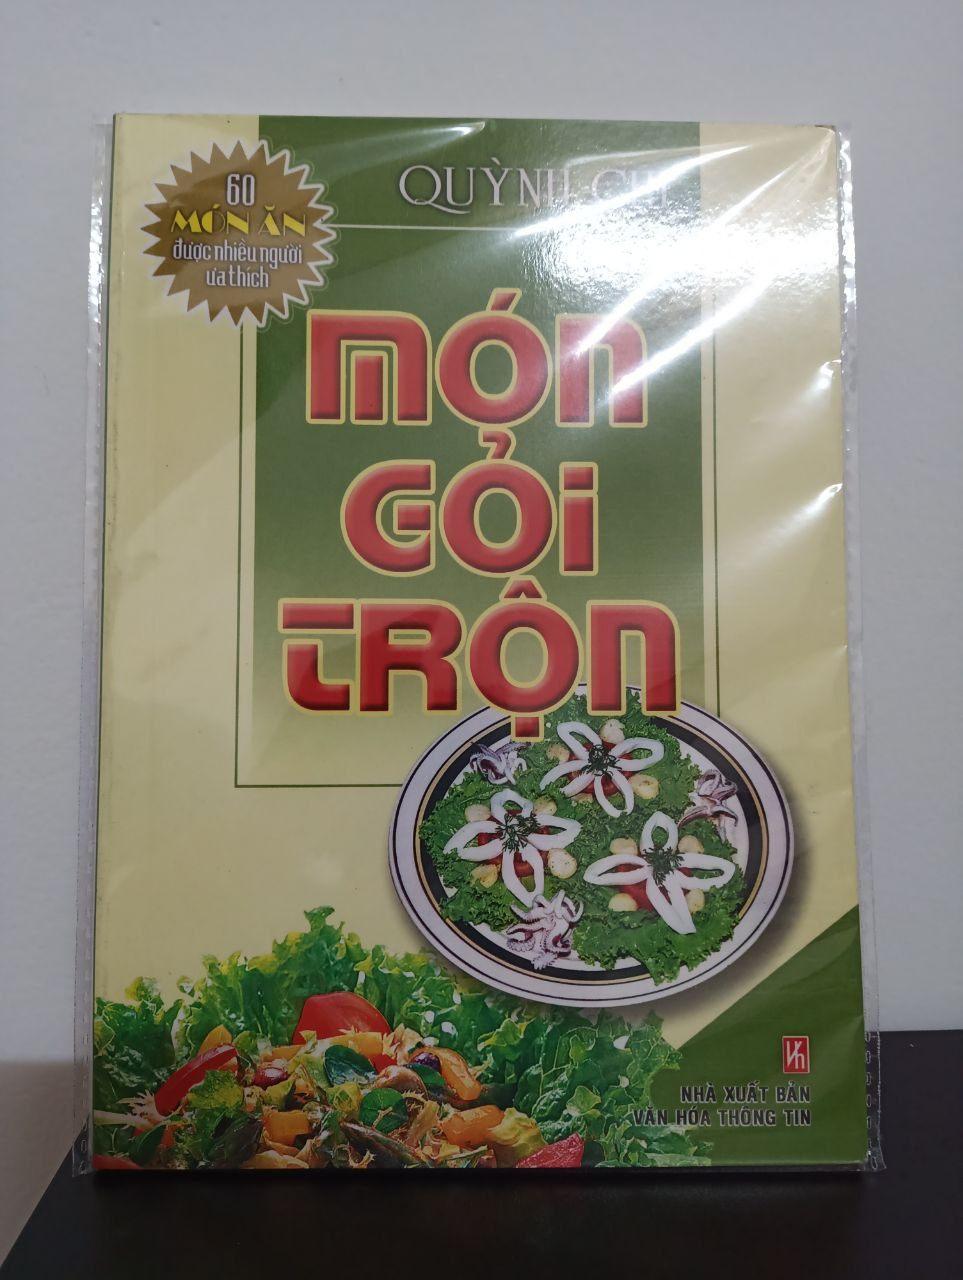 60
MÓN ĂN
được nhiều người
ưa thích
QUỲNH CHI
MÓN
GỎI
TRỘN
NHÀ XUẤT BẢN
VĂN HÓA THÔNG TIN